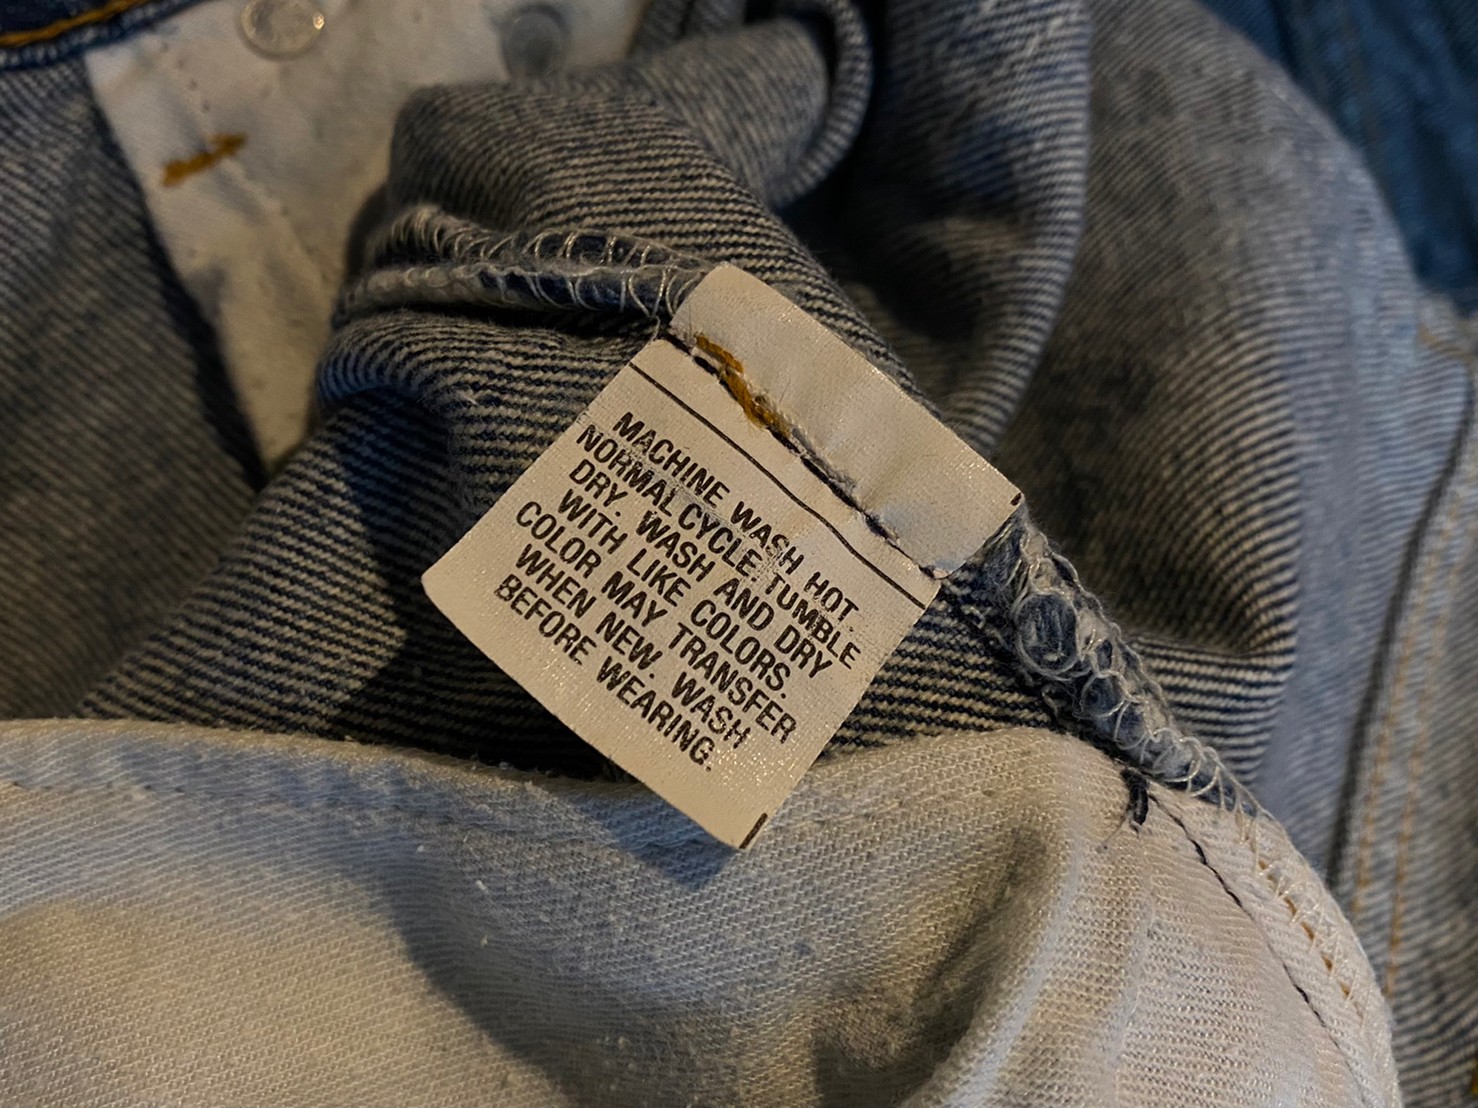 MACHINE WASH HOT.
NORMAL CYCLE. TUMBLE
DRY. WASH AND DRY
WITH LIKE COLORS.
COLOR MAY TRANSFER
WHEN NEW. WASH
BEFORE WEARING.